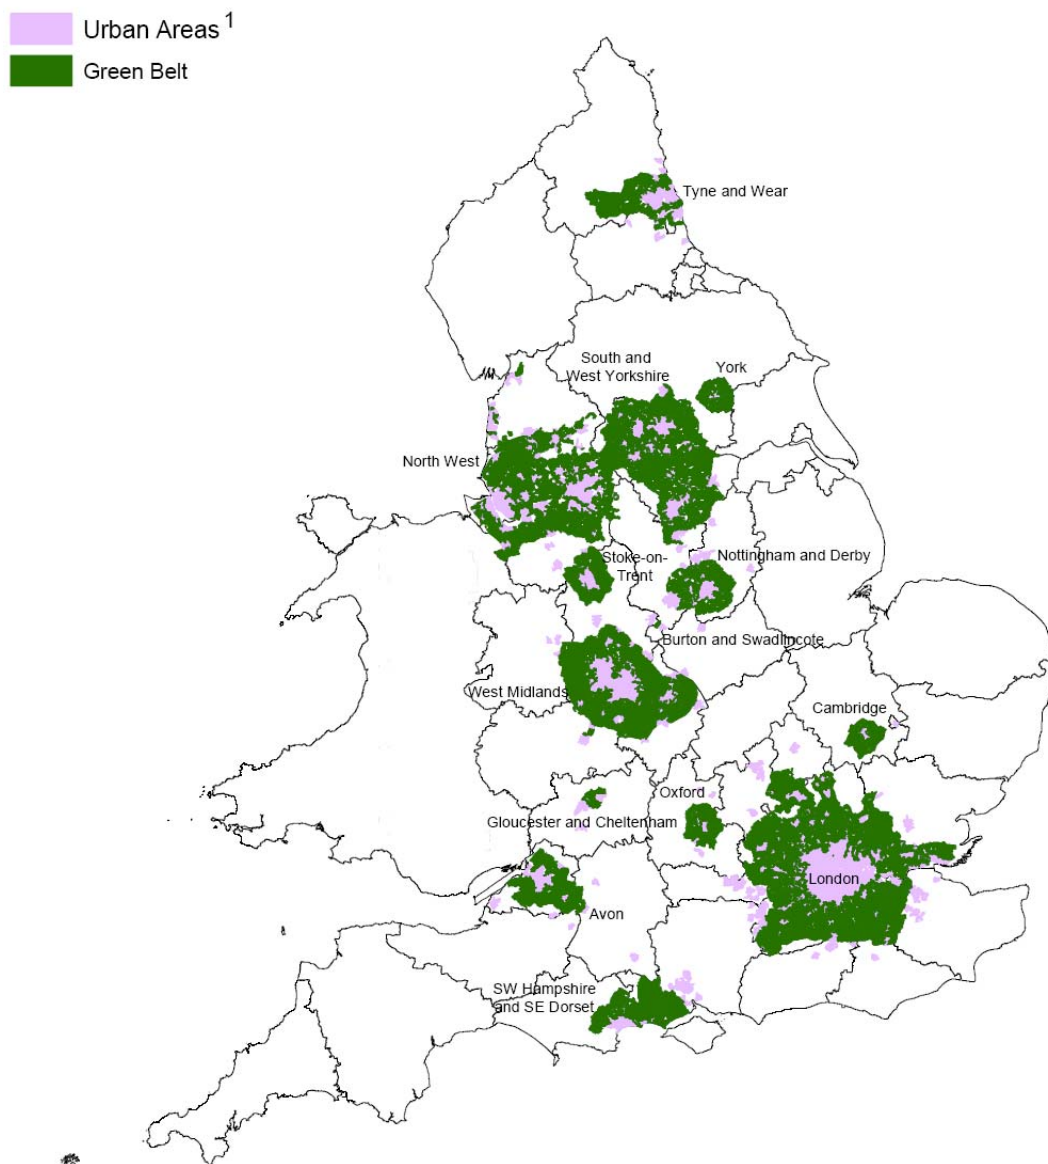 Urban Areas 1
Green Belt
Tyne and Wear
South and
West Yorkshire
York
North West
Stoke-on-
Trent
Nottingham and Derby
Burton and Swadlincote
West Midlands
Cambridge
Oxford
Gloucester and Cheltenham
London
Avon
SW Hampshire
and SE Dorset